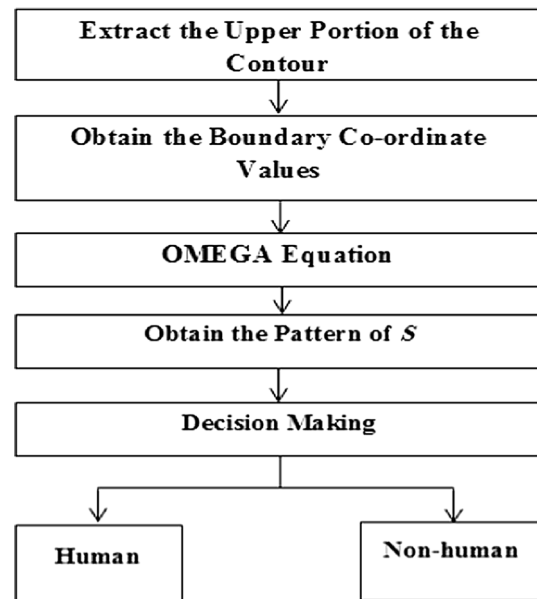 Extract the Upper Portion of the
Contour
Obtain the Boundary Co-ordinate
Values
OMEGA Equation
Obtain the Pattern of S
Decision Making
Human
Non-human